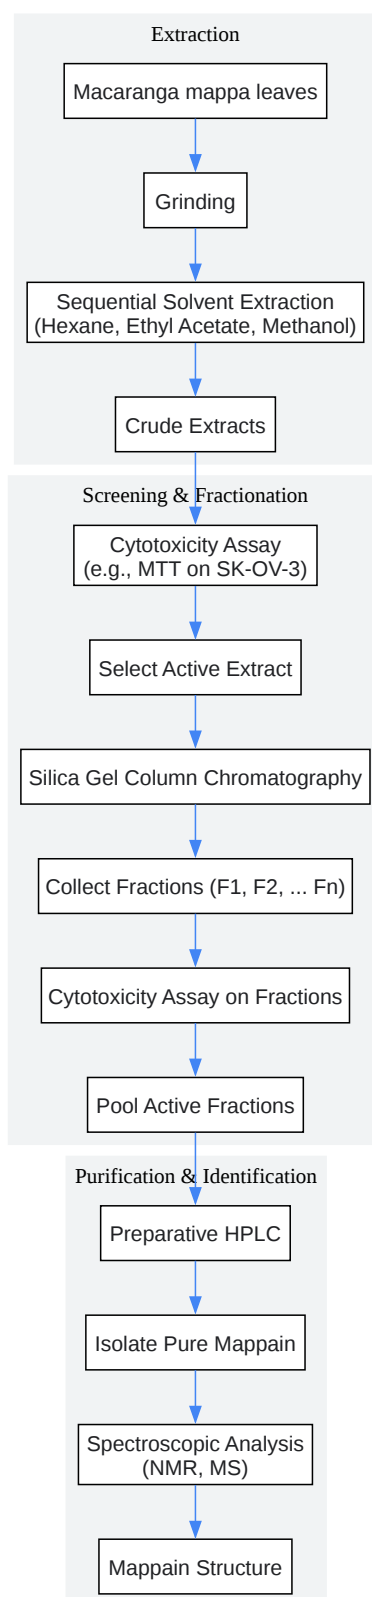 Extraction
Macaranga mappa leaves
Grinding
Sequential Solvent Extraction
(Hexane, Ethyl Acetate, Methanol)
Crude Extracts
Screening & Fractionation
Cytotoxicity Assay
(e.g., MTT on SK-OV-3)
Select Active Extract
Silica Gel Column Chromatography
Collect Fractions (F1, F2, ... Fn)
Cytotoxicity Assay on Fractions
Pool Active Fractions
Purification & Identification
Preparative HPLC
Isolate Pure Mappain
Spectroscopic Analysis
(NMR, MS)
Mappain Structure